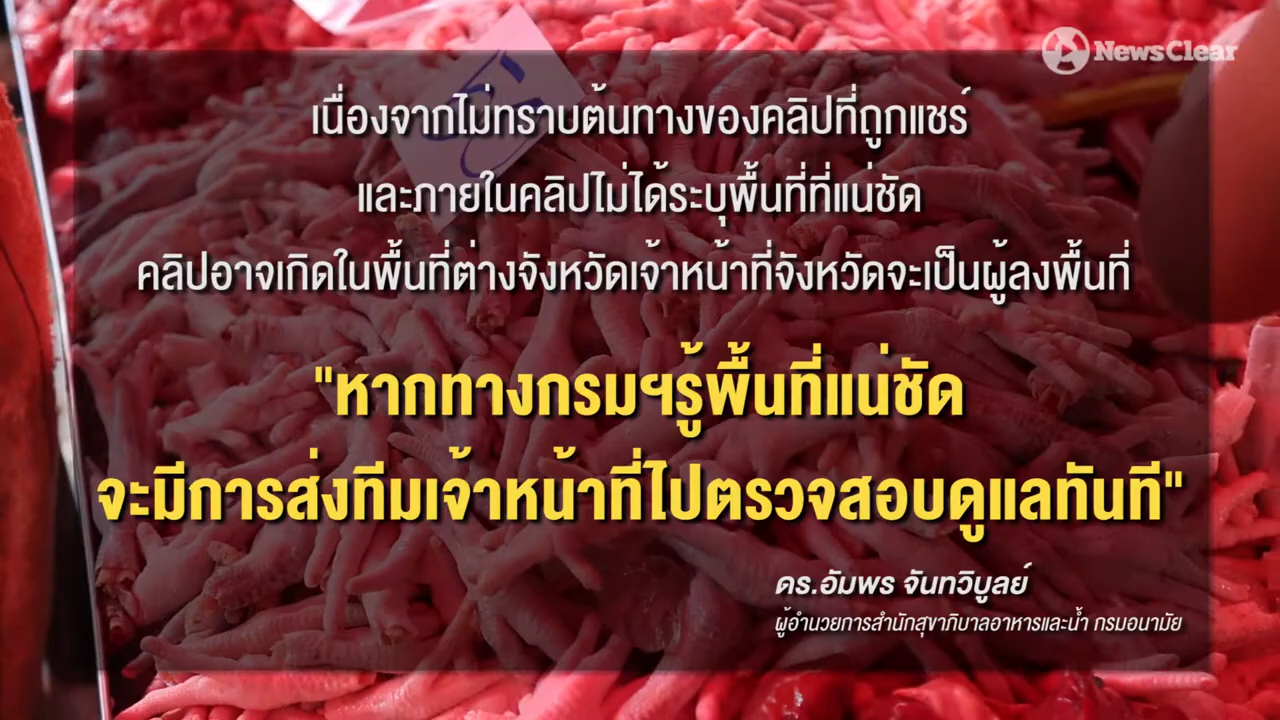 NewsClear
เนื่องจากไม่ทราบต้นทางของคลิปที่ถูกแชร์
และภายในคลิปไม่ได้ระบุพื้นที่ที่แน่ชัด
คลิปอาจเกิดในพื้นที่ต่างจังหวัดเจ้าหน้าที่จังหวัดจะเป็นผู้ลงพื้นที่
"หากทางกรมฯรู้พื้นที่แน่ชัด
จะมีการส่งทีมเจ้าหน้าที่ไปตรวจสอบดูแลทันที"
ดร.อัมพร จันทวิบูลย์
ผู้อำนวยการสำนักสุขาภิบาลอาหารและน้ำ กรมอนามัย